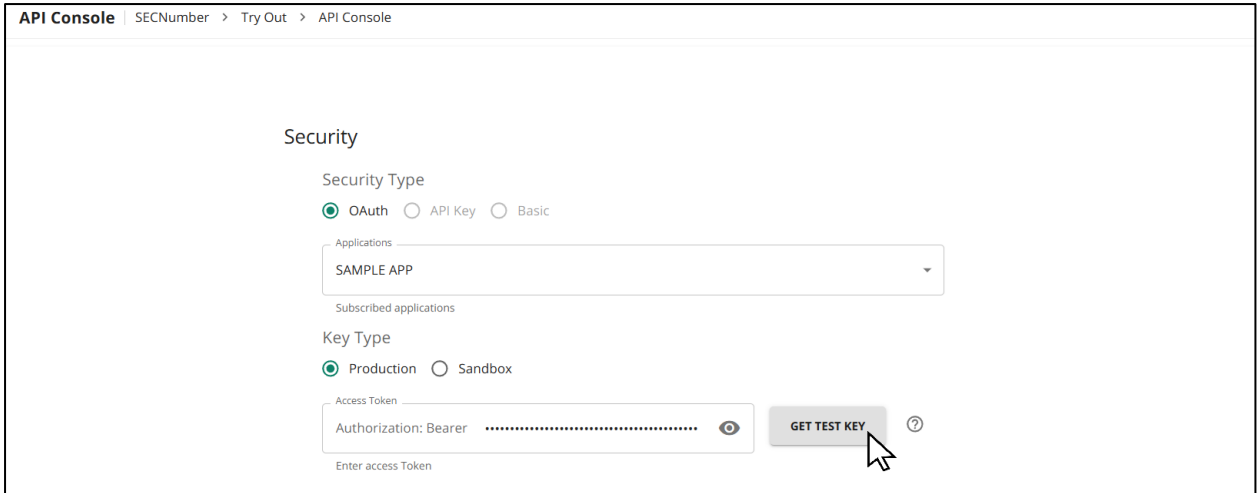 API Console SECNumber > Try Out > API Console
Security
Security Type
OAuth API Key Basic
Applications
SAMPLE APP
Subscribed applications
Key Type
Production Sandbox
Access Token
Authorization: Bearer ••••••••••••••••••••••••••••••••••••••••••• GET TEST KEY ?
Enter access Token